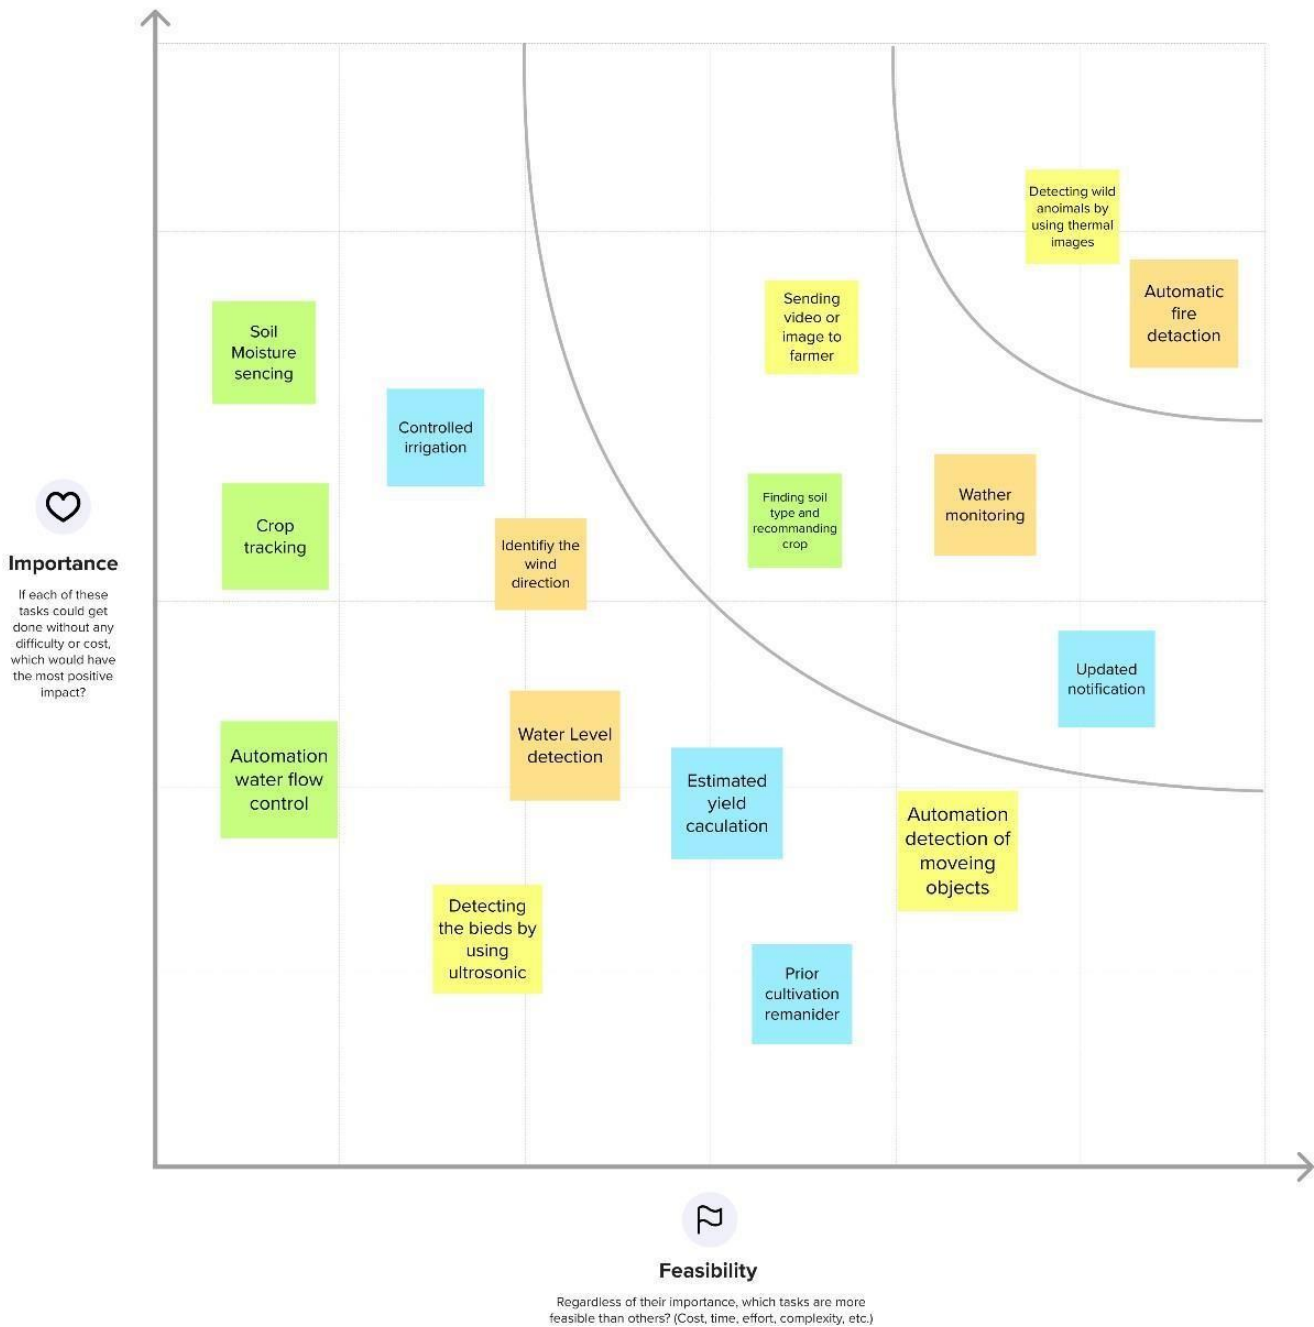 Detecting wild
anoimals by
using thermal
images
Automatic
fire
detaction
Sending
video or
image to
farmer
Soil
Moisture
sencing
Controlled
irrigation
Wather
monitoring
Finding soil
type and
recommanding
crop
Crop
tracking
Identifiy the
wind
direction
Importance
If each of these
tasks could get
done without any
difficulty or cost,
which would have
the most positive
impact?
Updated
notification
Water Level
detection
Automation
water flow
control
Estimated
yield
caculation
Automation
detection of
moveing
objects
Detecting
the bieds by
using
ultrosonic
Prior
cultivation
remanider
Feasibility
Regardless of their importance, which tasks are more
feasible than others? (Cost, time, effort, complexity, etc.)